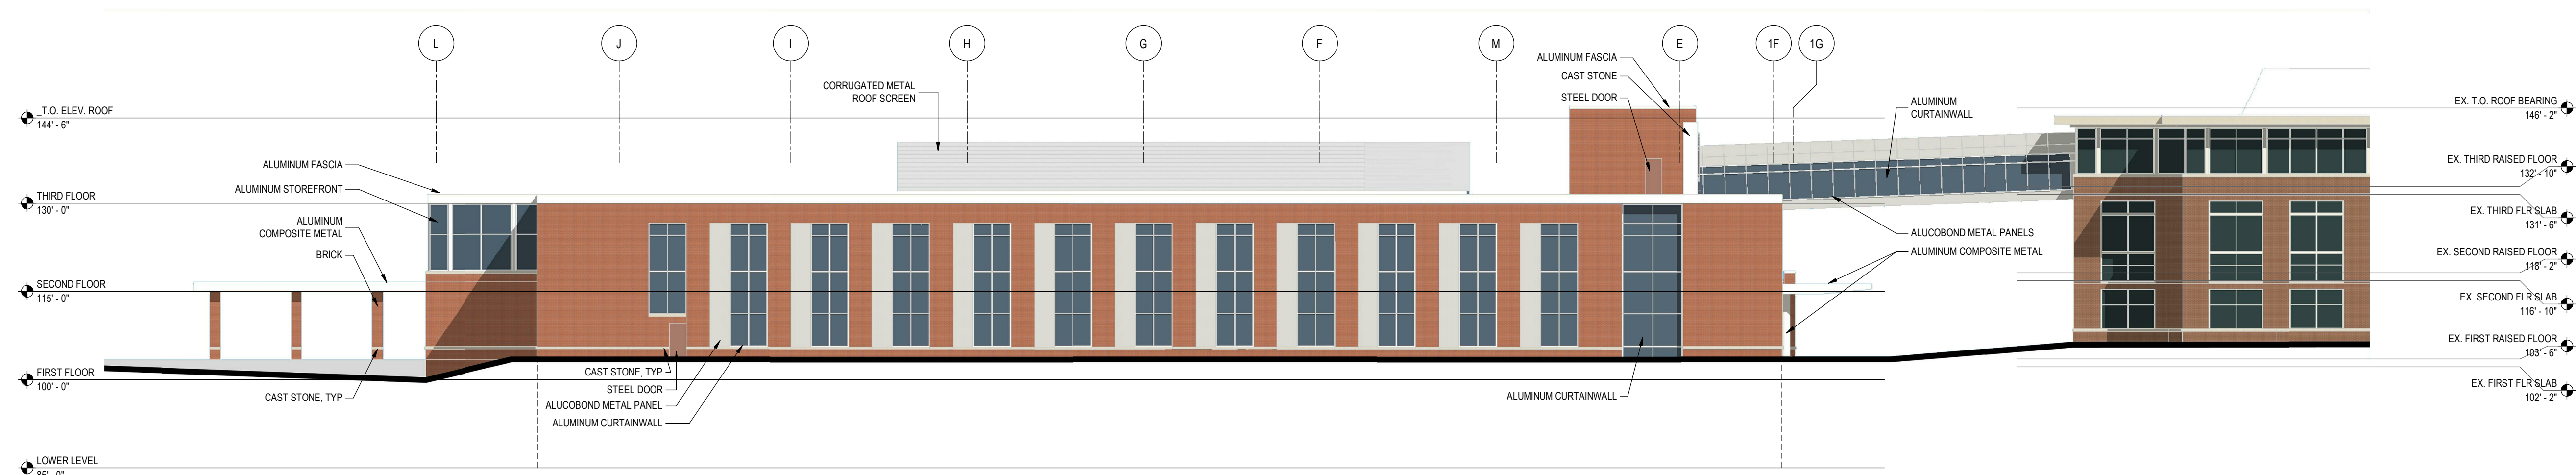 L
J
I
H
G
F
M
E
1F
1G
ALUMINUM FASCIA
CAST STONE
STEEL DOOR
CORRUGATED METAL
ROOF SCREEN
ALUMINUM
CURTAINWALL
_T.O. ELEV. ROOF
144' - 6"
EX. T.O. ROOF BEARING
146' - 2"
ALUMINUM FASCIA
ALUMINUM STOREFRONT
THIRD FLOOR
130' - 0"
ALUMINUM
COMPOSITE METAL
BRICK
EX. THIRD RAISED FLOOR
132' - 10"
EX. THIRD FLR SLAB
131' - 6"
ALUCOBOND METAL PANELS
ALUMINUM COMPOSITE METAL
EX. SECOND RAISED FLOOR
118' - 2"
SECOND FLOOR
115' - 0"
EX. SECOND FLR SLAB
116' - 10"
EX. FIRST RAISED FLOOR
103' - 6"
FIRST FLOOR
100' - 0"
CAST STONE, TYP
CAST STONE, TYP
STEEL DOOR
ALUCOBOND METAL PANEL
ALUMINUM CURTAINWALL
ALUMINUM CURTAINWALL
EX. FIRST FLR SLAB
102' - 2"
LOWER LEVEL
85' - 0"